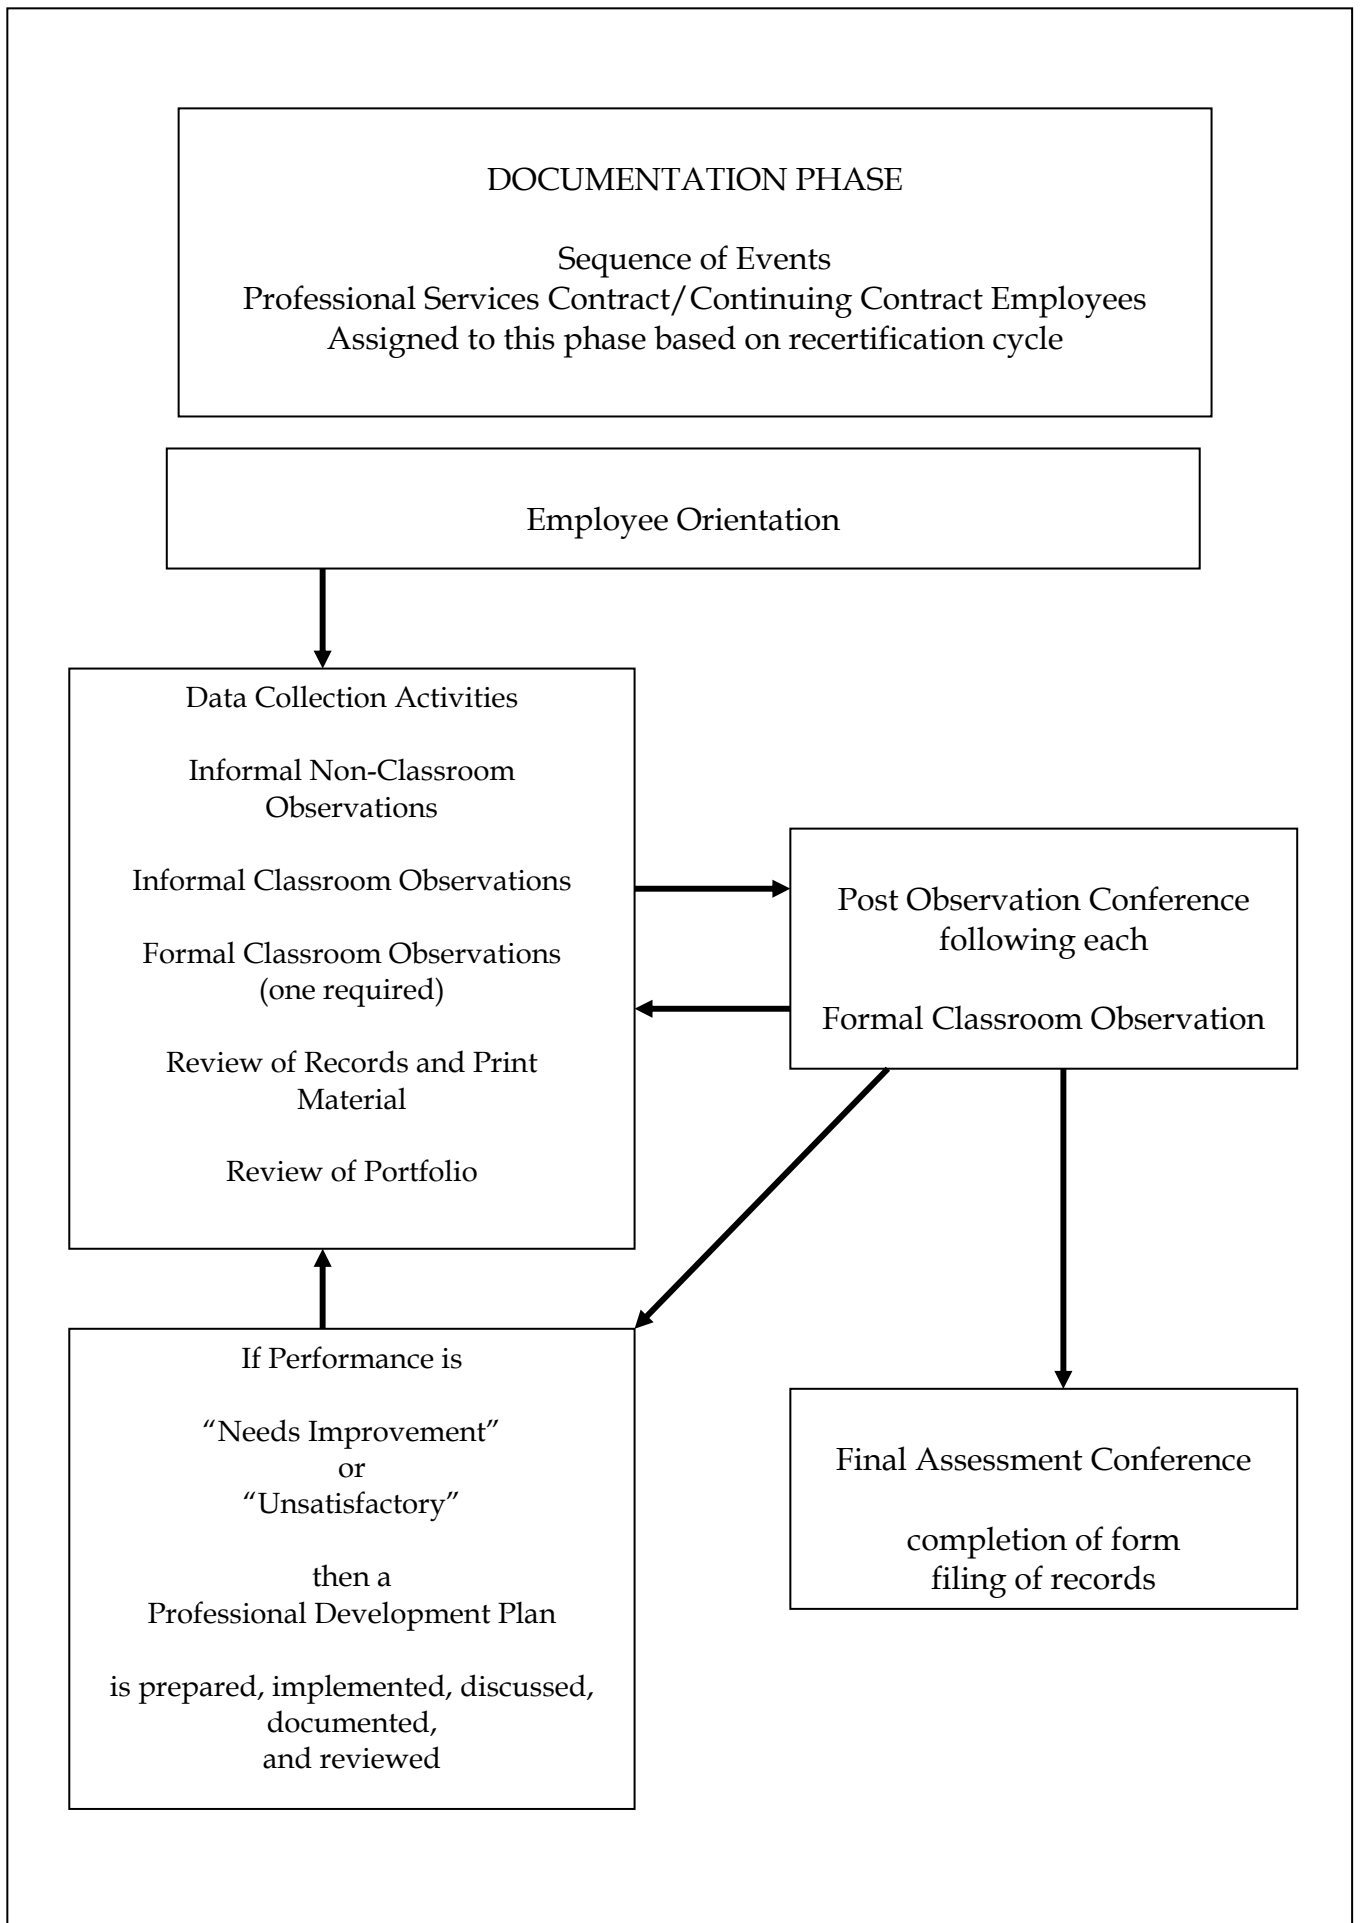 DOCUMENTATION PHASE
Sequence of Events
Professional Services Contract/Continuing Contract Employees
Assigned to this phase based on recertification cycle
Employee Orientation
Data Collection Activities
Informal Non-Classroom
Observations
Informal Classroom Observations
Formal Classroom Observations
(one required)
Review of Records and Print
Material
Review of Portfolio
Post Observation Conference
following each
Formal Classroom Observation
If Performance is
“Needs Improvement”
or
“Unsatisfactory”
then a
Professional Development Plan
is prepared, implemented, discussed,
documented,
and reviewed
Final Assessment Conference
completion of form
filing of records